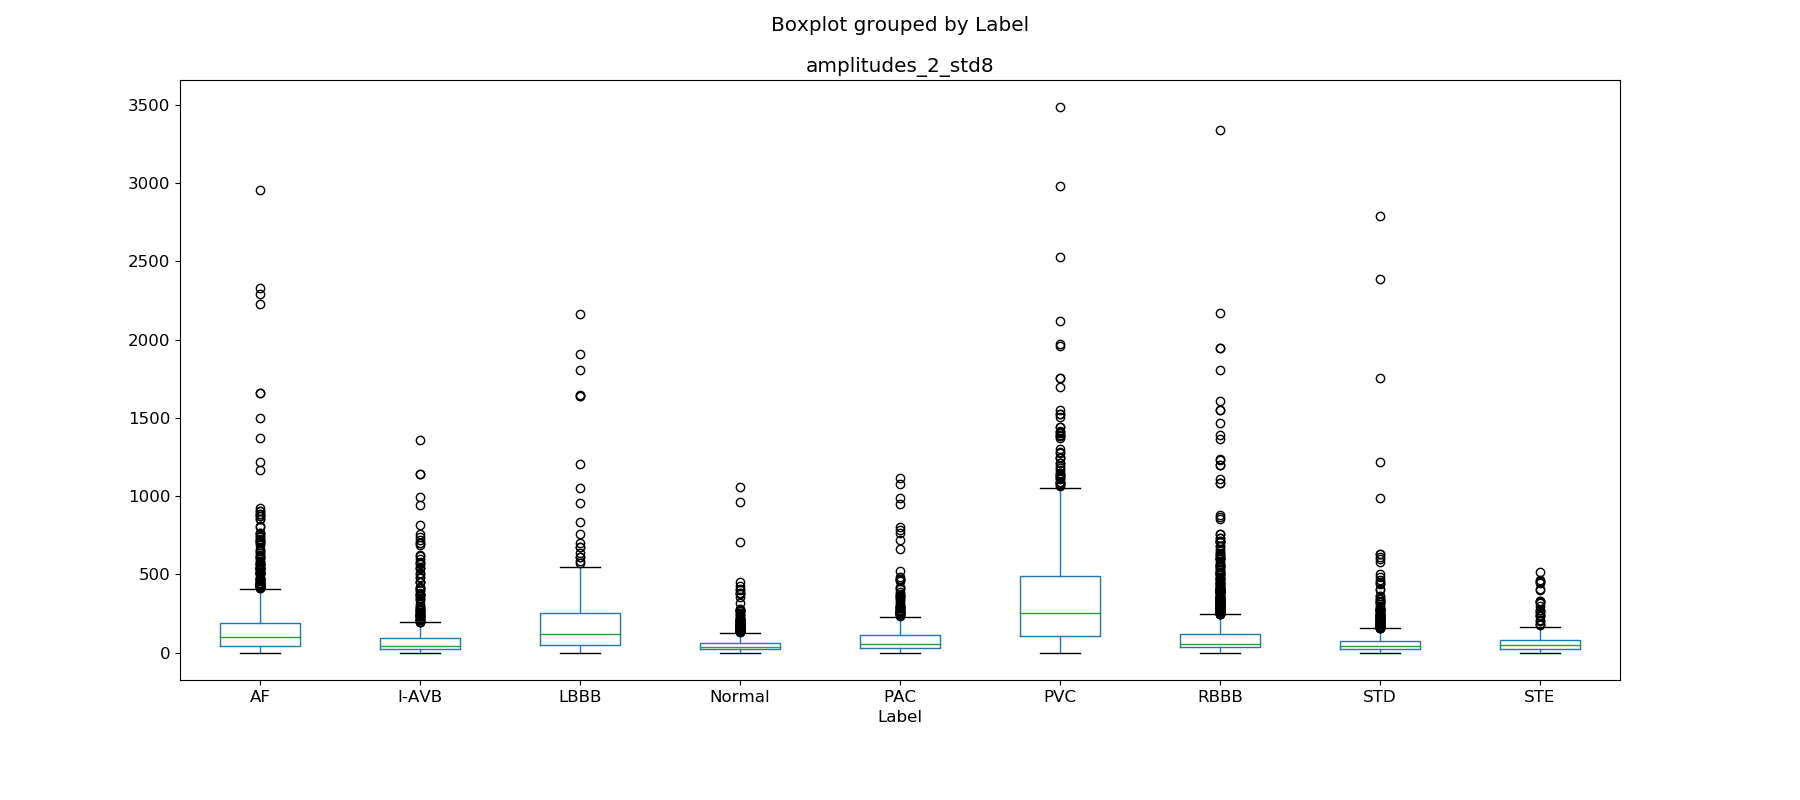 Boxplot grouped by Label
amplitudes_2_std8
3500
3000
2500
2000
1500
1000
500
0
AF I-AVB LBBB Normal PAC PVC RBBB STD STE
Label